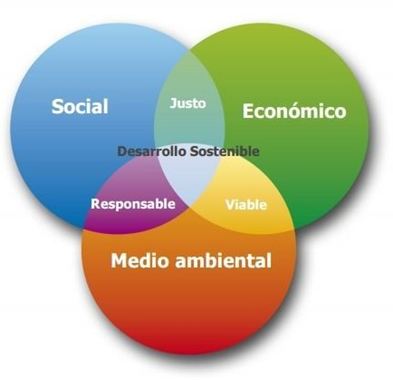 Justo
Social
Económico
Desarrollo Sostenible
Responsable
Viable
Medio ambiental